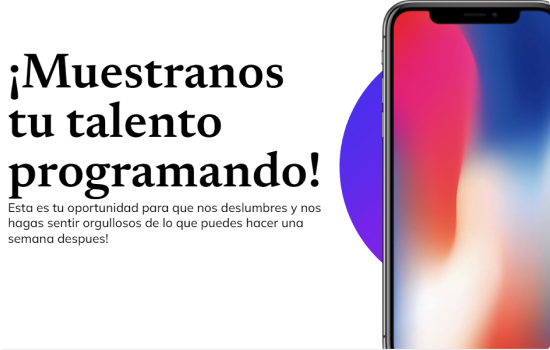 ¡Muestranos
tu talento
programando!
Esta es tu oportunidad para que nos deslumbres y nos
hagas sentir orgullosos de lo que puedes hacer una
semana despues!